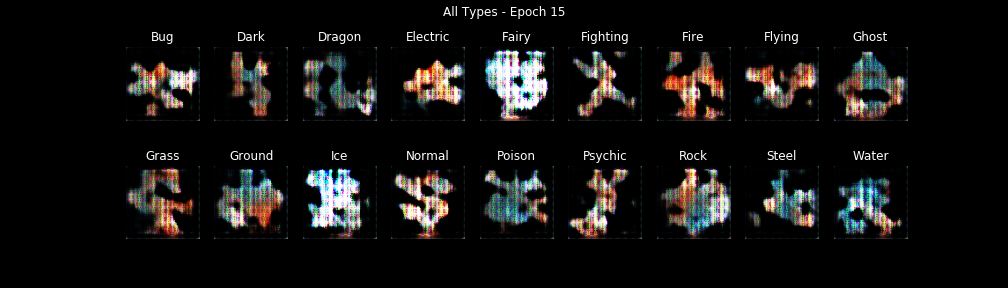 All Types - Epoch 15
Bug Dark Dragon Electric Fairy Fighting Fire Flying Ghost
Grass Ground Ice Normal Poison Psychic Rock Steel Water